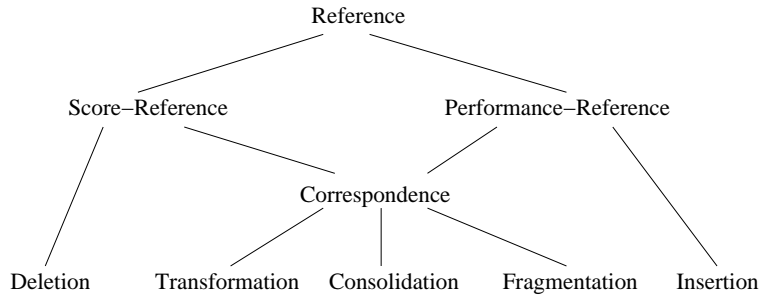 Reference
Score−Reference
Performance−Reference
Correspondence
Deletion
Transformation
Consolidation
Fragmentation
Insertion